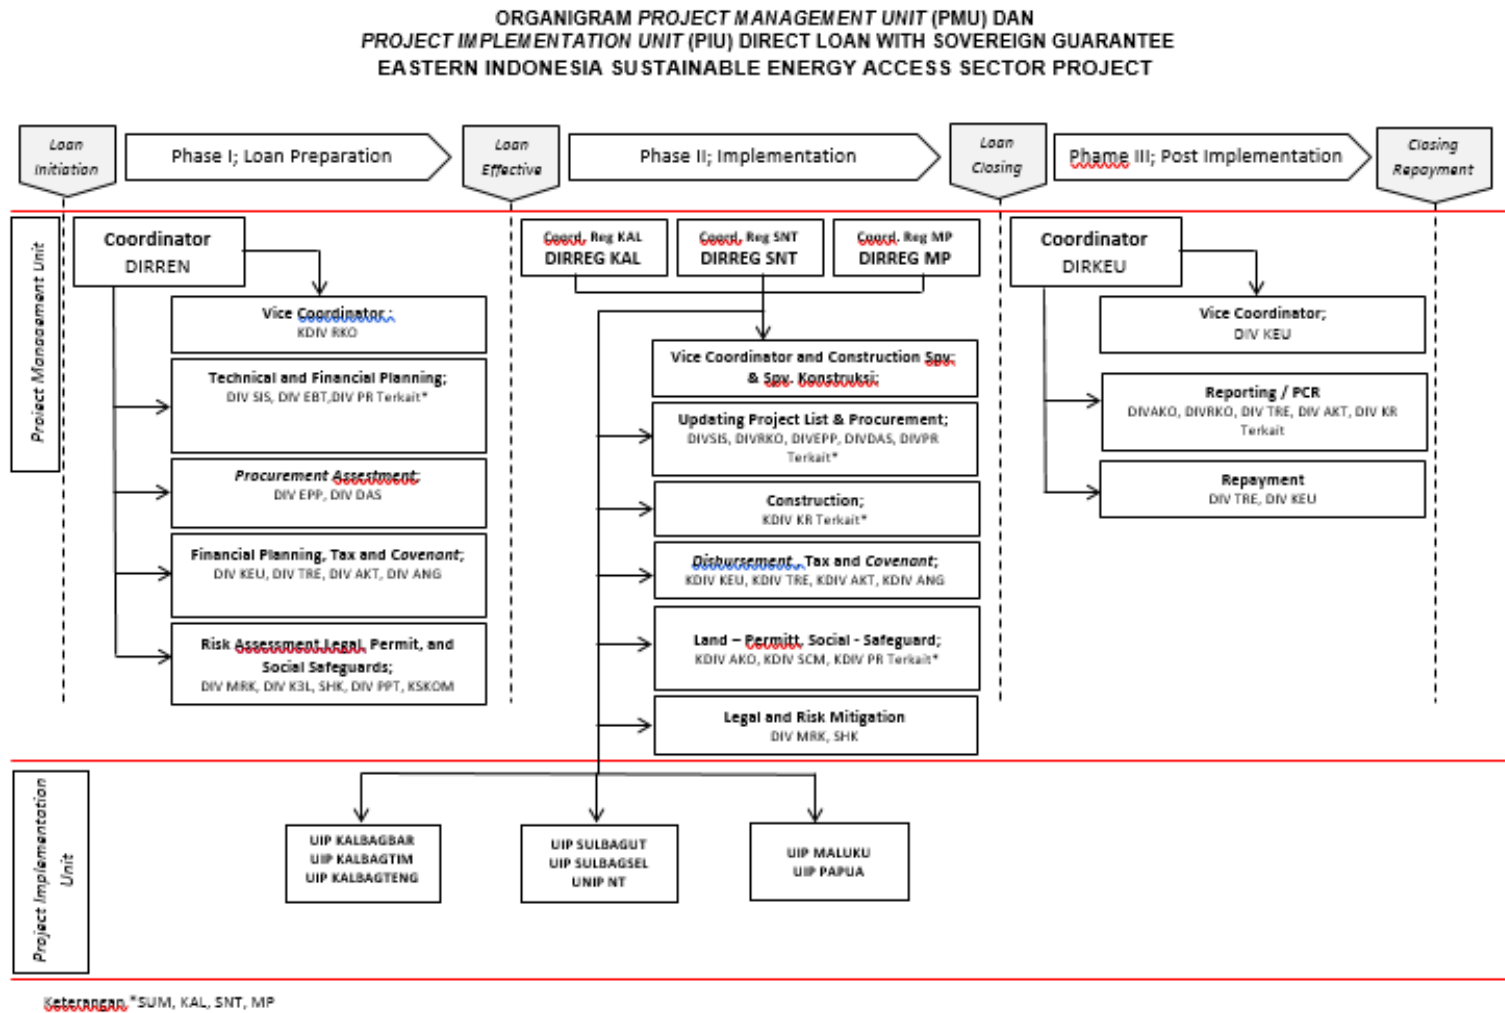 ORGANIGRAM PROJECT MANAGEMENT UNIT (PMU) DAN
PROJECT IMPLEMENTATION UNIT (PIU) DIRECT LOAN WITH SOVEREIGN GUARANTEE
EASTERN INDONESIA SUSTAINABLE ENERGY ACCESS SECTOR PROJECT
Loan
Initiation
Phase I; Loan Preparation
Loan
Effective
Phase II; Implementation
Loan
Closing
Phame III; Post Implementation
Closing
Repayment
Project Management Unit
Coordinator
DIRREN
Vice Coordinator ;
KDIV RKO
Technical and Financial Planning;
DIV SIS, DIV EBT,DIV PR Terkait*
Procurement Assestment;
DIV EPP, DIV DAS
Financial Planning, Tax and Covenant;
DIV KEU, DIV TRE, DIV AKT, DIV ANG
Risk Assessment,Legal, Permit, and
Social Safeguards;
DIV MRK, DIV K3L, SHK, DIV PPT, KSKOM
Coord. Reg KAL
DIRREG KAL
Coord. Reg SNT
DIRREG SNT
Coord. Reg MP
DIRREG MP
Vice Coordinator and Construction Spv;
& Spv. Konstruksi;
Updating Project List & Procurement;
DIVSIS, DIVRKO, DIVEPP, DIVDAS, DIVPR
Terkait*
Construction;
KDIV KR Terkait*
Disbursement , Tax and Covenant;
KDIV KEU, KDIV TRE, KDIV AKT, KDIV ANG
Land – Permitt, Social - Safeguard;
KDIV AKO, KDIV SCM, KDIV PR Terkait*
Legal and Risk Mitigation
DIV MRK, SHK
Coordinator
DIRKEU
Vice Coordinator;
DIV KEU
Reporting / PCR
DIVAKO, DIVRKO, DIV TRE, DIV AKT, DIV KR
Terkait
Repayment
DIV TRE, DIV KEU
Project Implementation
Unit
UIP KALBAGBAR
UIP KALBAGTIM
UIP KALBAGTENG
UIP SULBAGUT
UIP SULBAGSEL
UNIP NT
UIP MALUKU
UIP PAPUA
Keterangan *SUM, KAL, SNT, MP